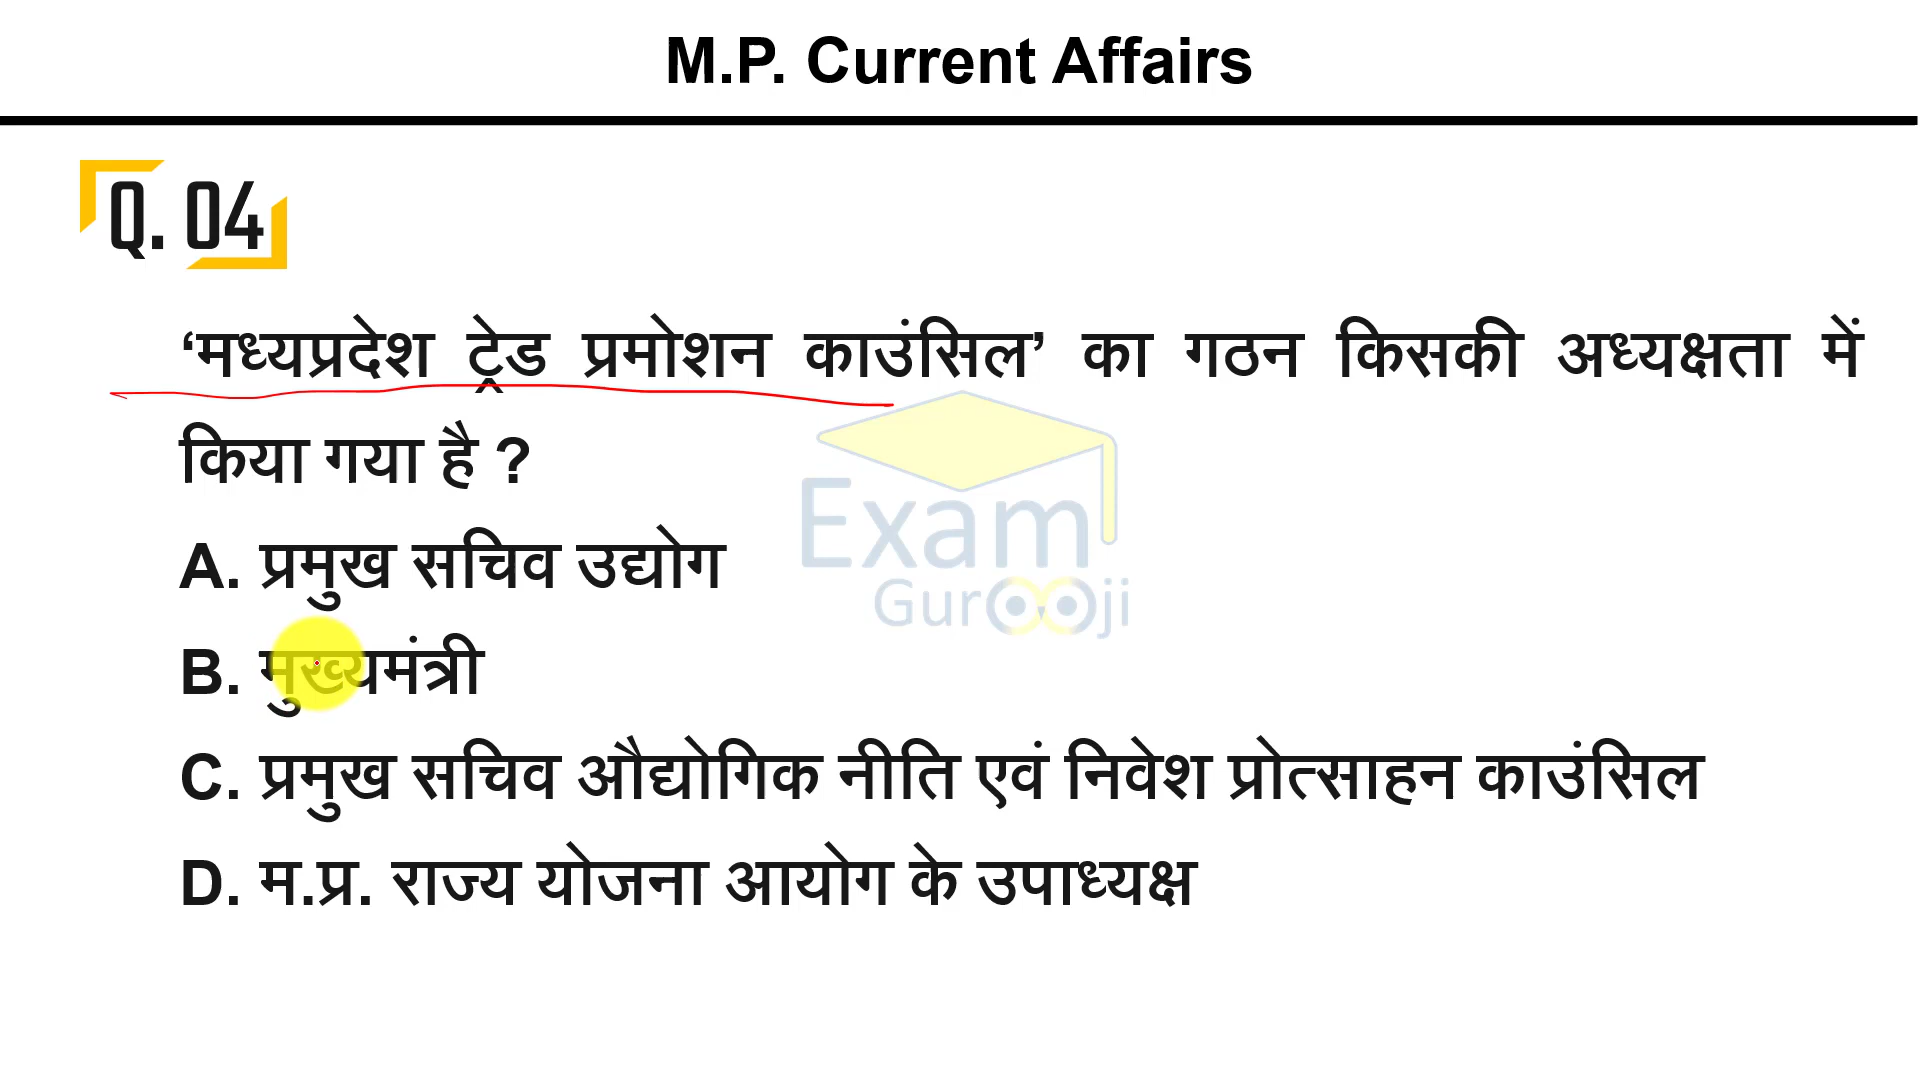 M.P. Current Affairs
Q. 04
‘मध्यप्रदेश ट्रेड प्रमोशन काउंसिल’ का गठन किसकी अध्यक्षता में
किया गया है ?
Exam
Gurooji
A. प्रमुख सचिव उद्योग
B. मुख्यमंत्री
C. प्रमुख सचिव औद्योगिक नीति एवं निवेश प्रोत्साहन काउंसिल
D. म.प्र. राज्य योजना आयोग के उपाध्यक्ष